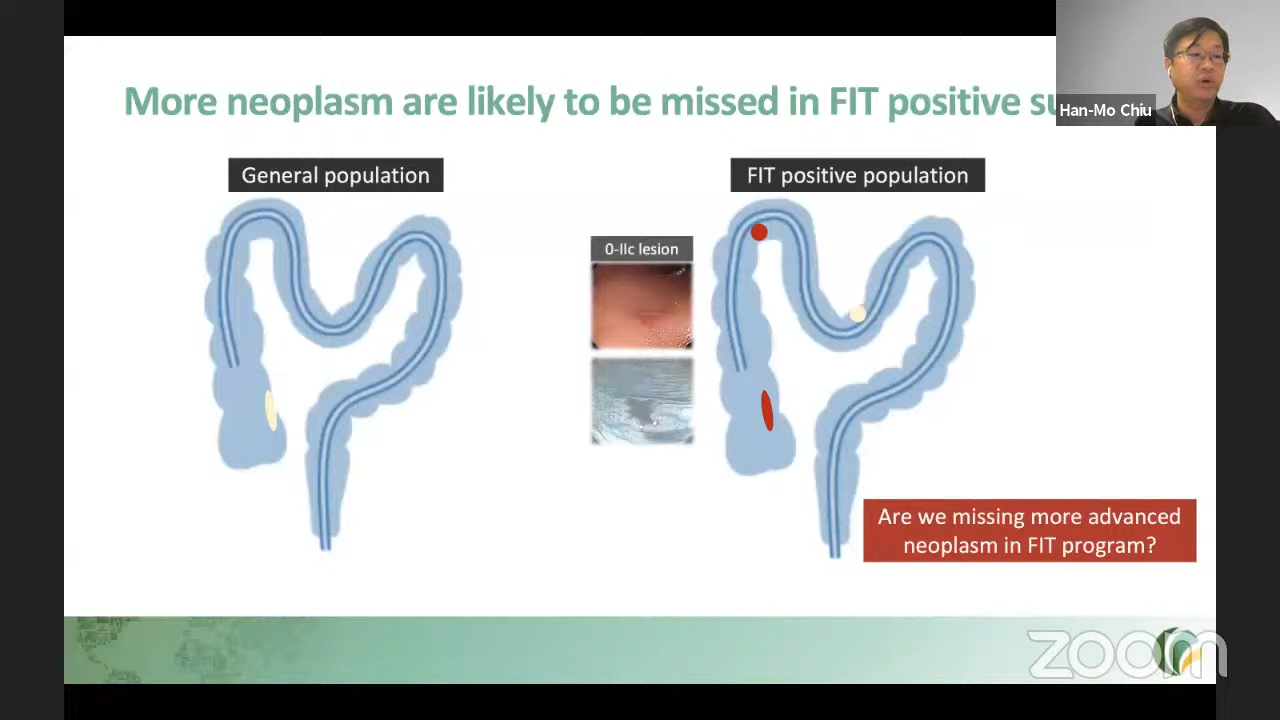 More neoplasm are likely to be missed in FIT positive
Han-Mo Chiu
General population
FIT positive population
0-IIc lesion
Are we missing more advanced
neoplasm in FIT program?
zoom